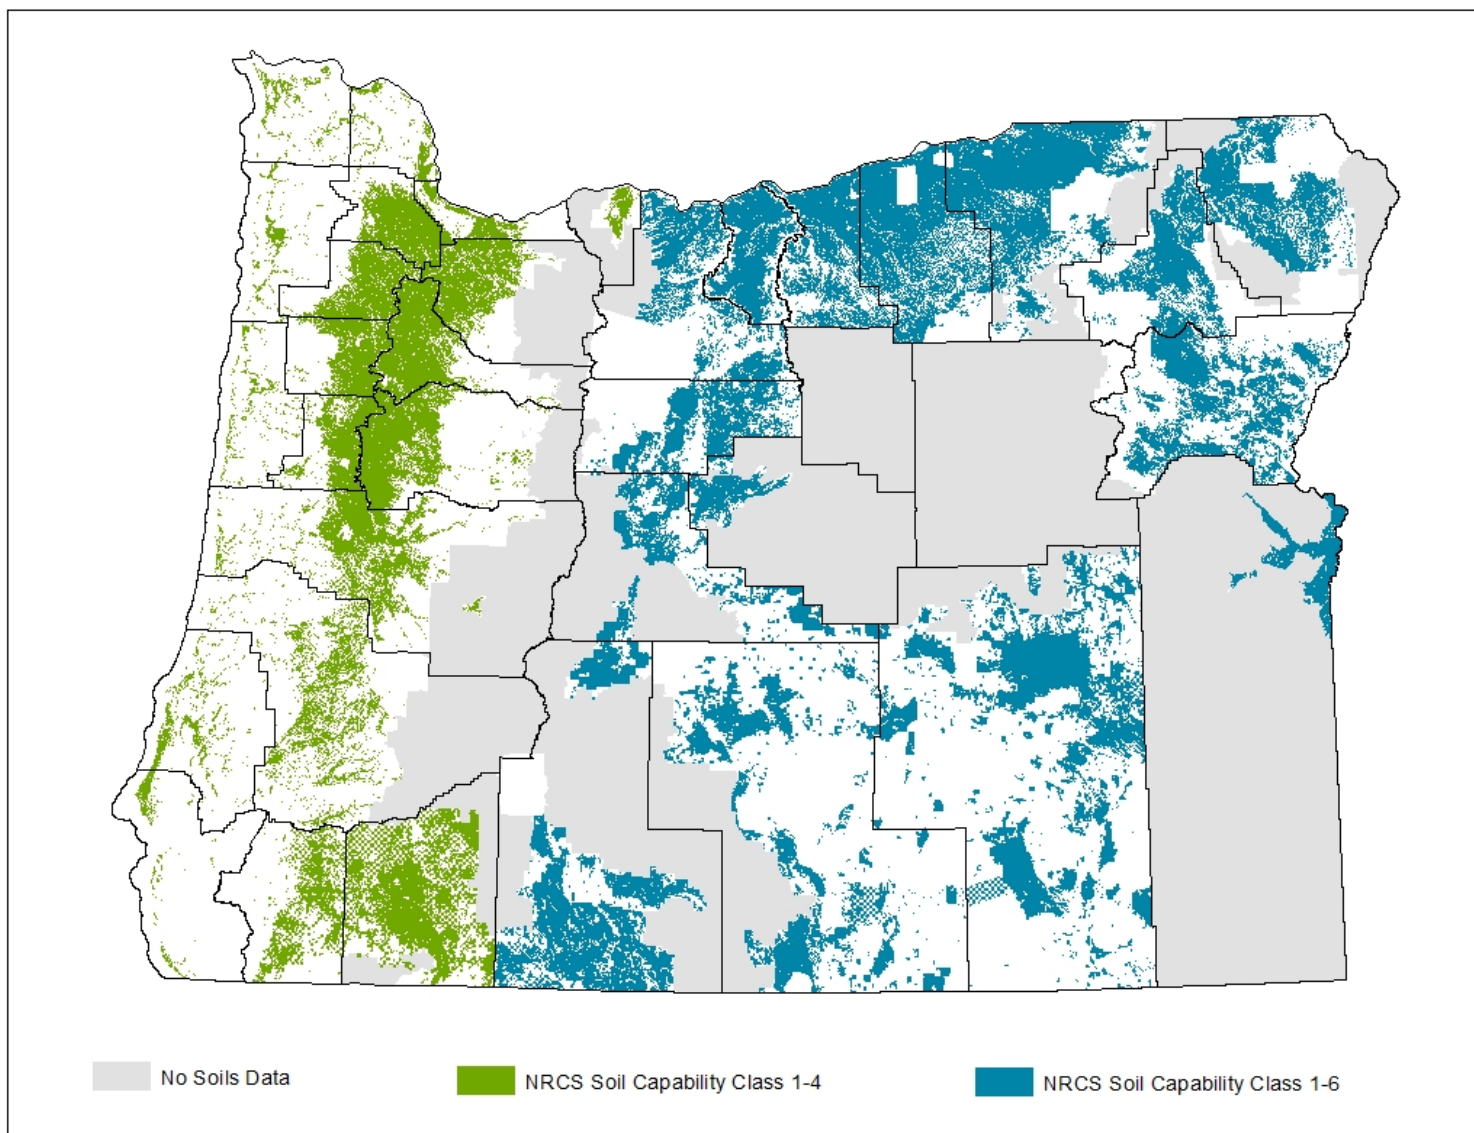 No Soils Data
NRCS Soil Capability Class 1-4
NRCS Soil Capability Class 1-6